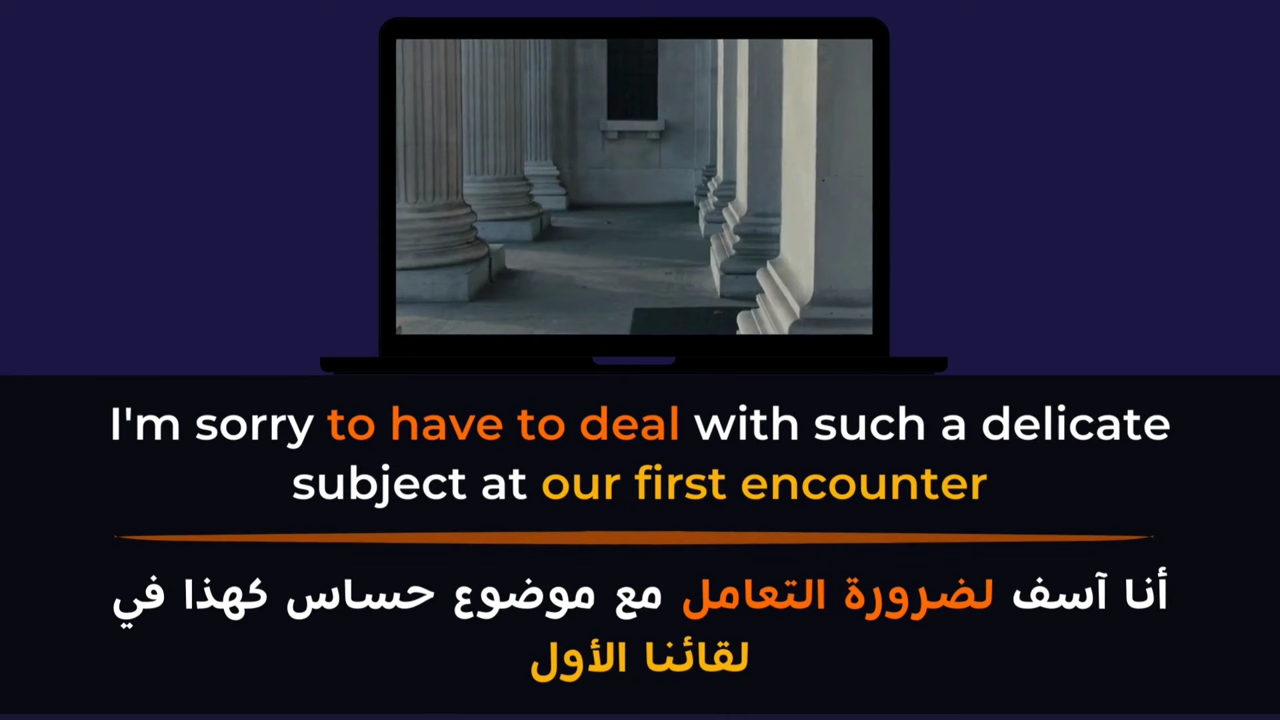 I'm sorry to have to deal with such a delicate
subject at our first encounter
أنا آسف لضرورة التعامل مع موضوع حساس كهذا في
لقائنا الأول